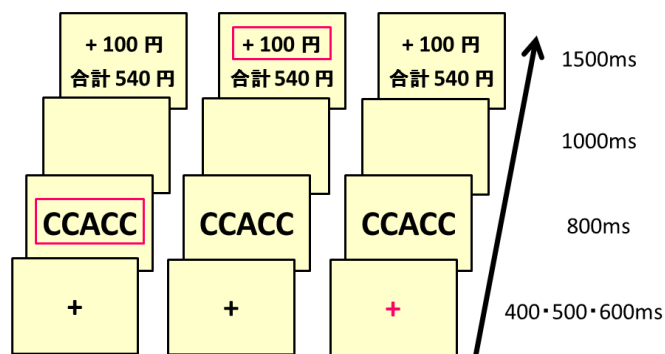 + 100 円
合計 540 円
+ 100 円
合計 540 円
+ 100 円
合計 540 円
1500ms
1000ms
CCACC
CCACC
CCACC
800ms
+
+
+
400・500・600ms